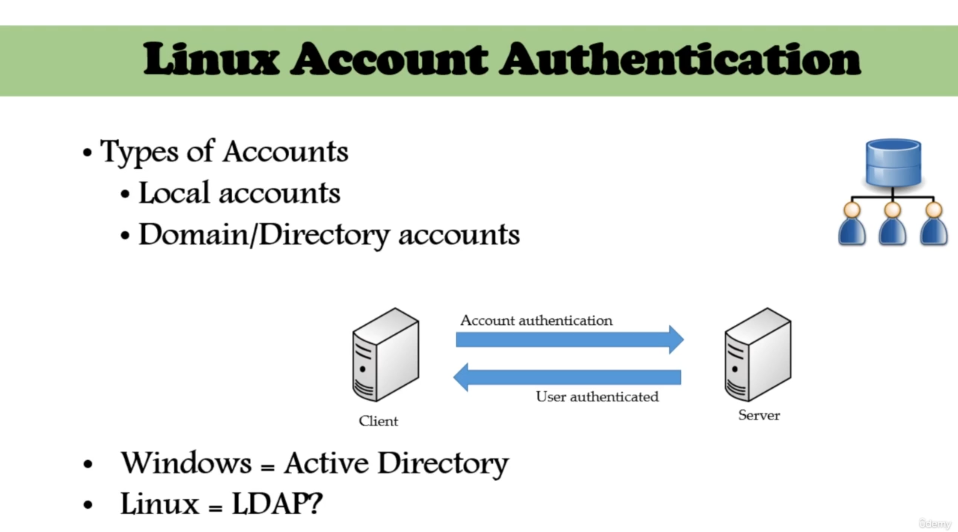 Linux Account Authentication
• Types of Accounts
• Local accounts
• Domain/Directory accounts
Account authentication
User authenticated
Client
Server
• Windows = Active Directory
• Linux = LDAP?
ûdemy